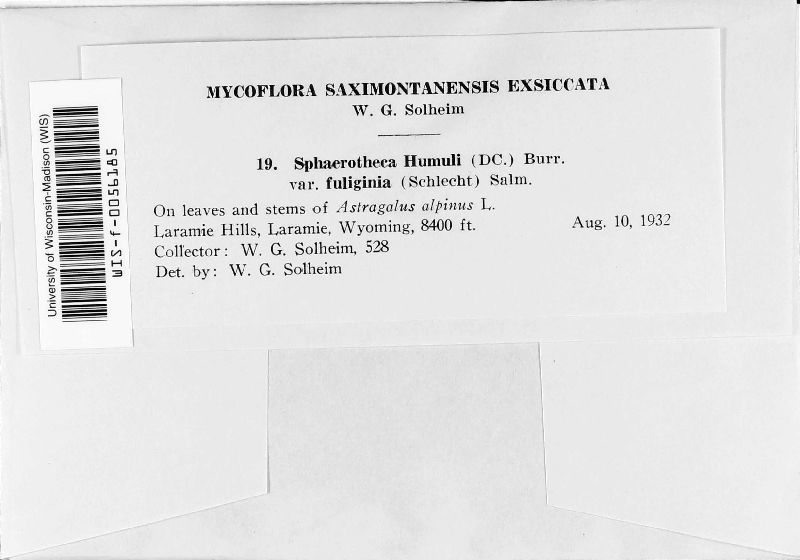 MYCOFLORA SAXIMONTANENSIS EXSICCATA
W. G. Solheim
19. Sphaerotheca Humuli (DC.) Burr.
var. fuliginia (Schlecht) Salm.
On leaves and stems of Astragalus alpinus L.
Laramie Hills, Laramie, Wyoming, 8400 ft. Aug. 10, 1932
Collector: W. G. Solheim, 528
Det. by: W. G. Solheim
University of Wisconsin-Madison (WIS)
WIS-f-0056185